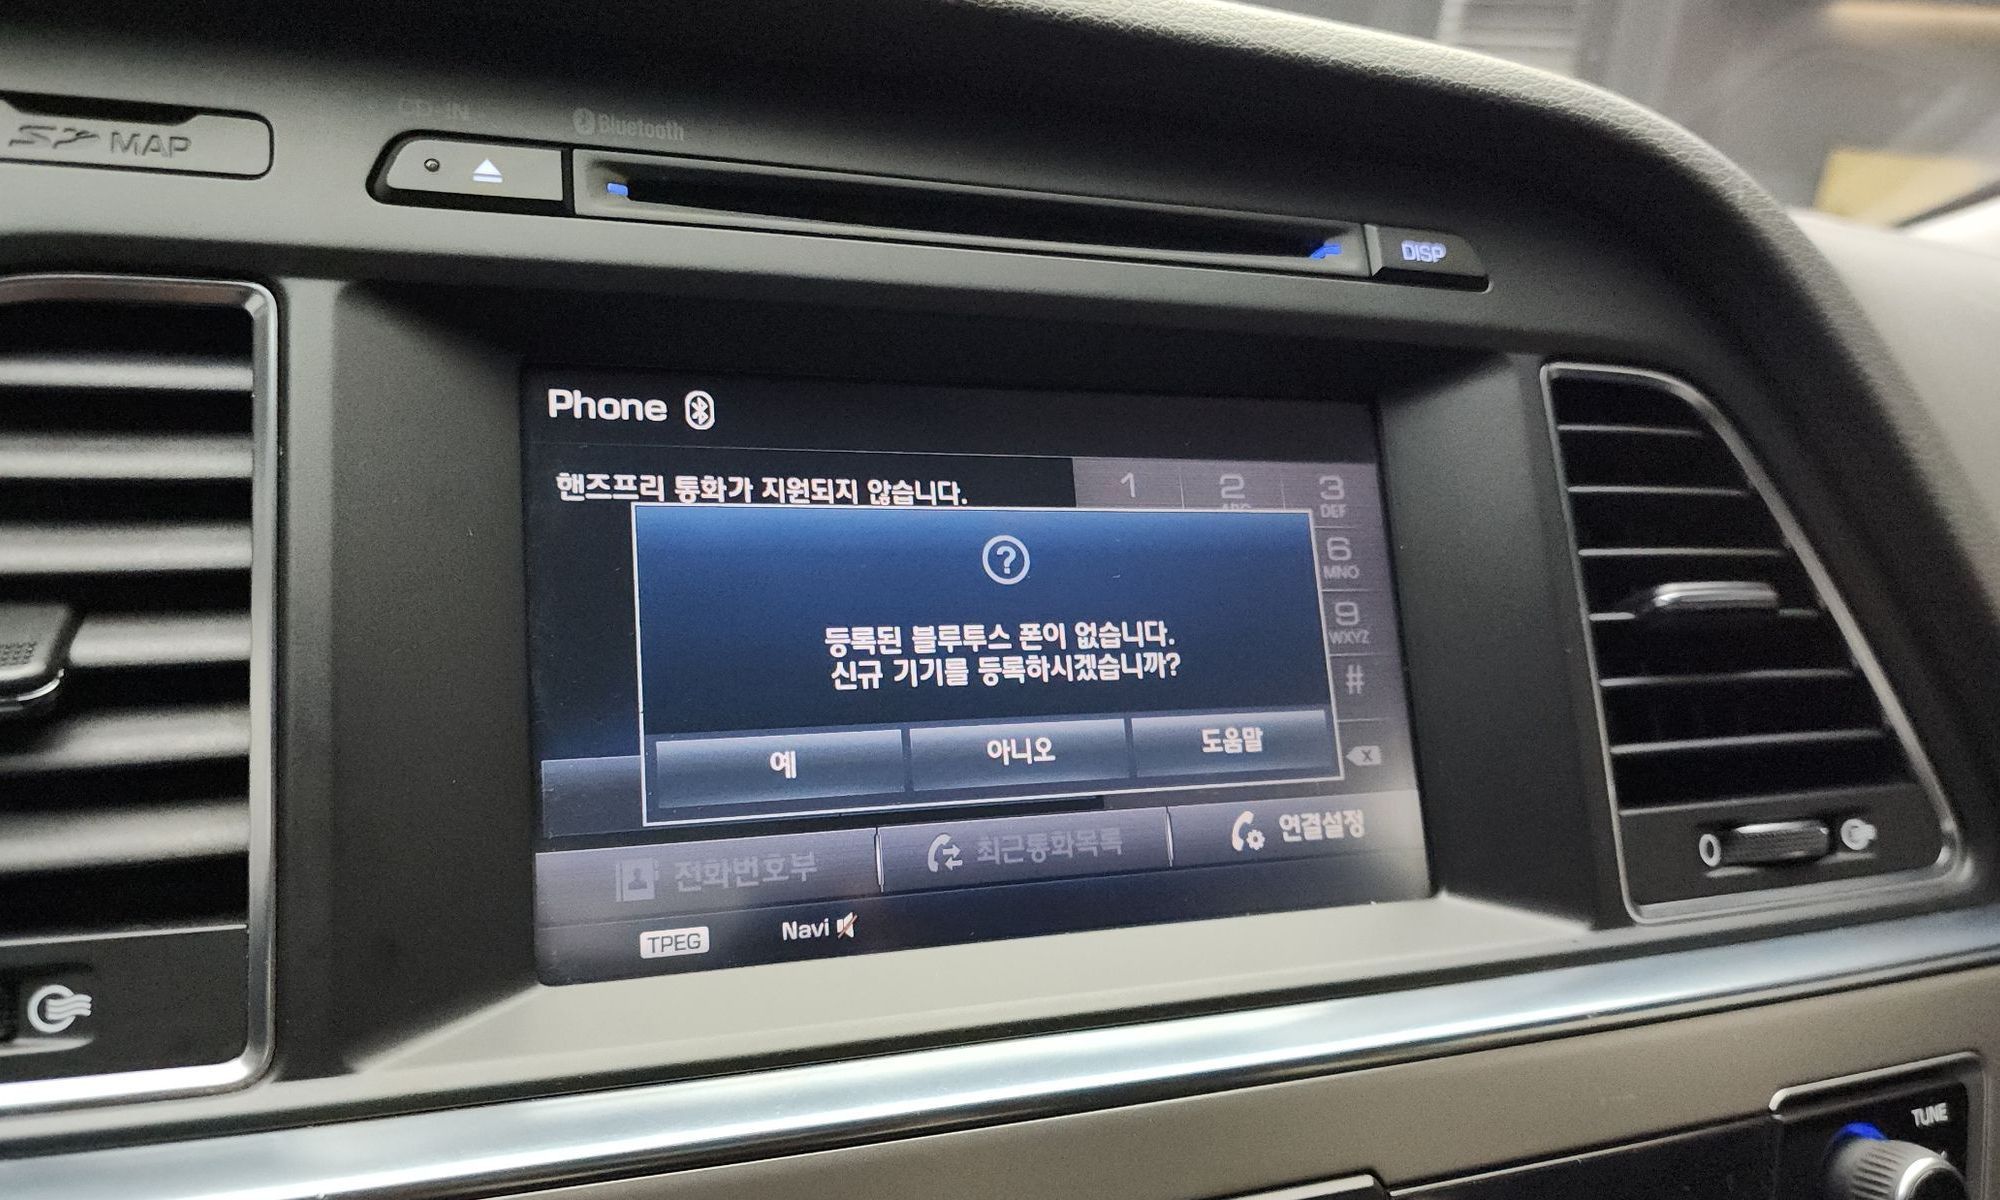 SD MAP
CD-IN
Bluetooth
DISP
Phone
핸즈프리 통화가 지원되지 않습니다.
1
2
ABC
3
DEF
6
MNO
9
WXYZ
#
등록된 블루투스 폰이 없습니다.
신규 기기를 등록하시겠습니까?
예
아니오
도움말
전화번호부
최근통화목록
연결설정
TPEG
Navi
TUNE